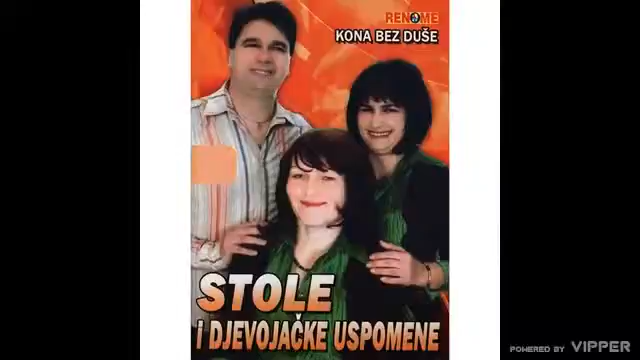 RENOME
KONA BEZ DUŠE
STOLE
I DJEVOJAČKE USPOMENE
POWERED BY VIPPER